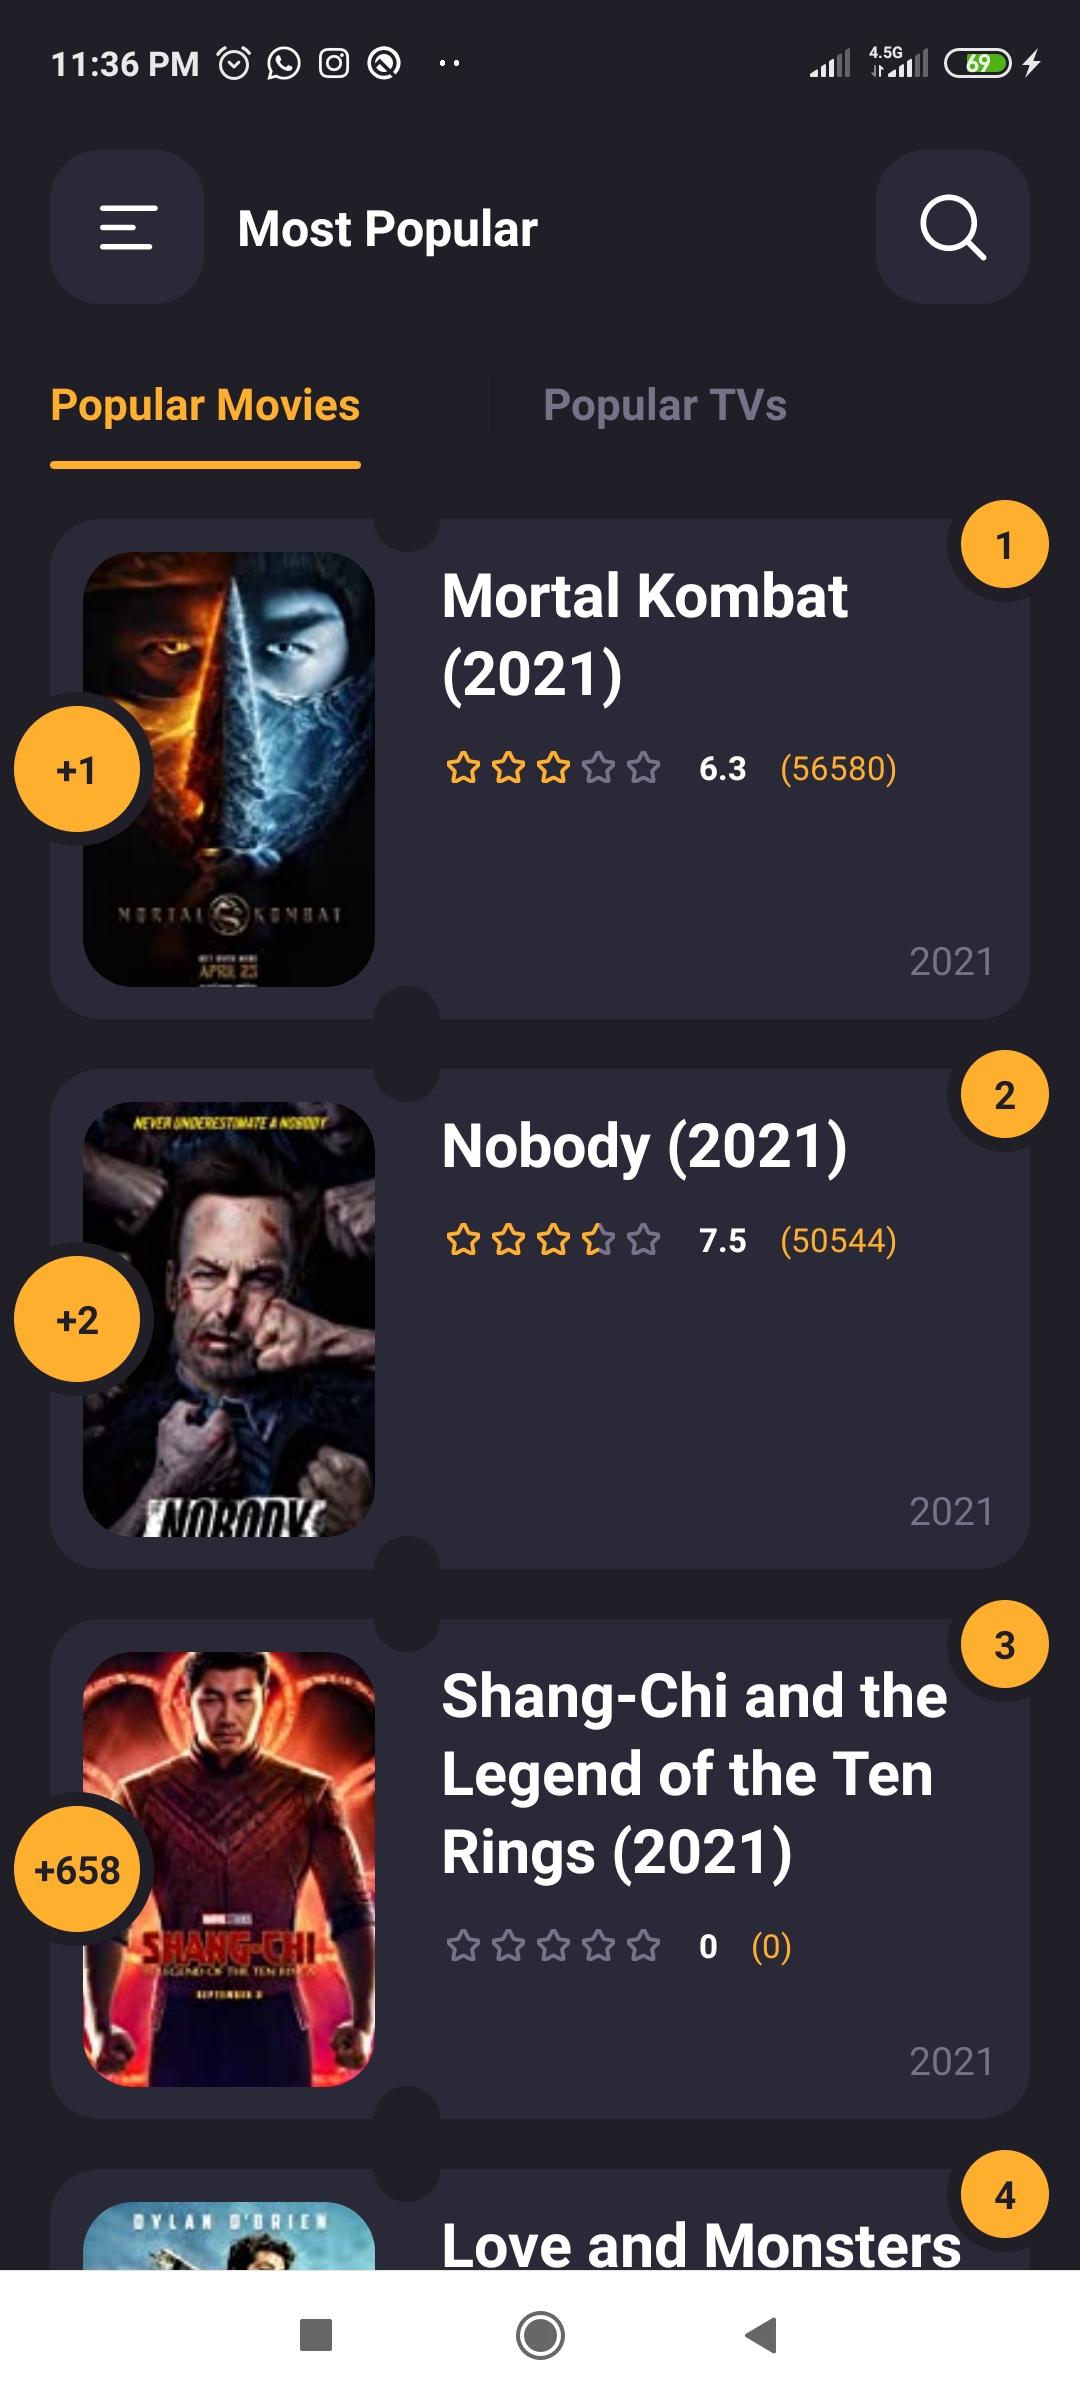 11:36 PM
4.5G
69
Most Popular
Popular Movies
Popular TVs
1
Mortal Kombat
(2021)
+1
6.3 (56580)
MORTAL KOMBAT
APRIL 23
2021
2
NEVER UNDERESTIMATE A NOBODY
Nobody (2021)
7.5 (50544)
+2
NOBODY
2021
3
Shang-Chi and the
Legend of the Ten
Rings (2021)
+658
SHANG-CHI
LEGEND OF THE TEN RINGS
SEPTEMBER 3
0 (0)
2021
4
DYLAN O'BRIEN
Love and Monsters